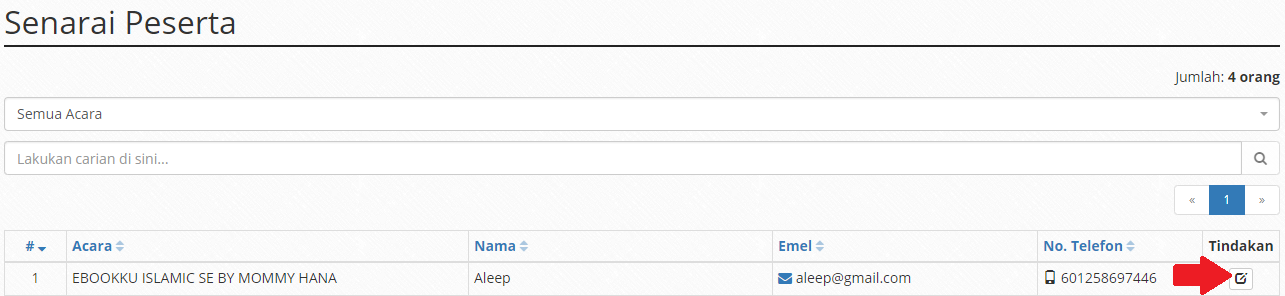 Senarai Peserta
Jumlah: 4 orang
Semua Acara
Lakukan carian di sini...
« 1 »
# Acara Nama Emel No. Telefon Tindakan
1 EBOOKKU ISLAMIC SE BY MOMMY HANA Aleep aleep@gmail.com 601258697446